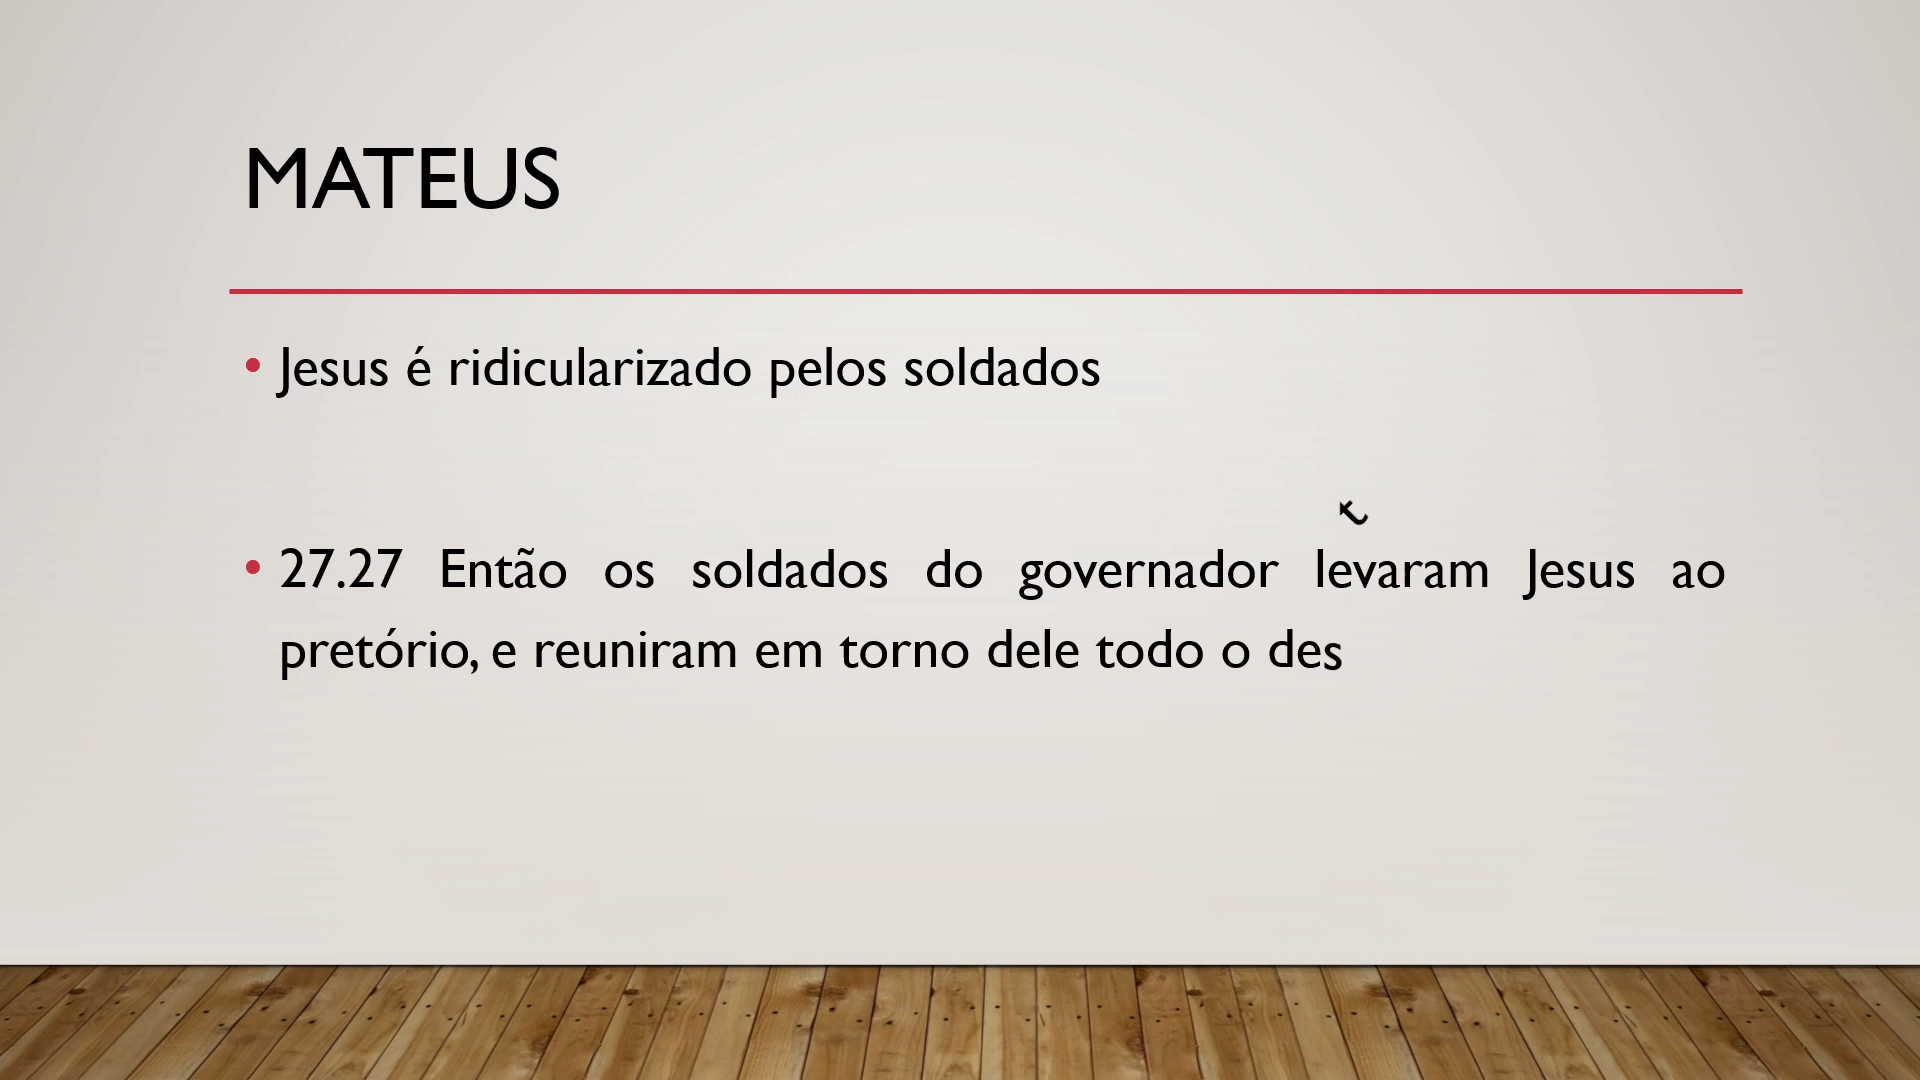 MATEUS
• Jesus é ridicularizado pelos soldados
t
• 27.27 Então os soldados do governador levaram Jesus ao
pretório, e reuniram em torno dele todo o des